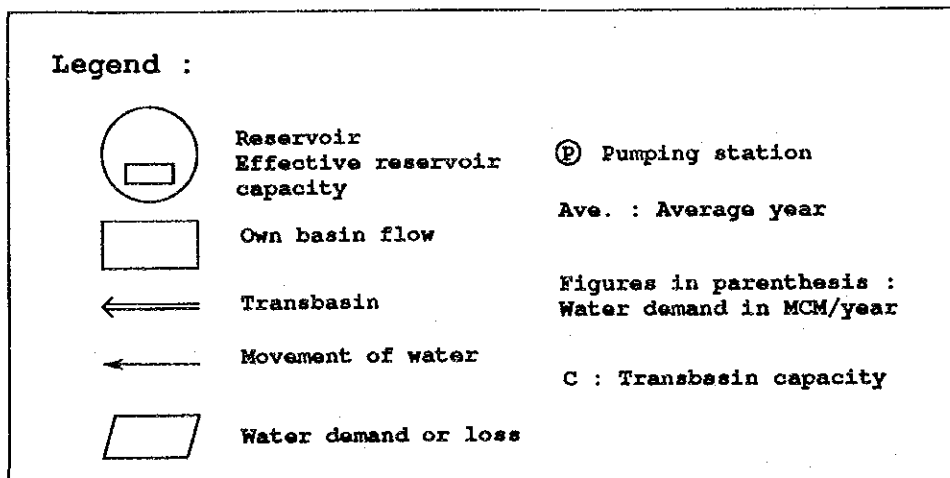 Legend :
Reservoir
Effective reservoir
capacity
Own basin flow
Transbasin
Movement of water
Water demand or loss
Ⓟ Pumping station
Ave. : Average year
Figures in parenthesis :
Water demand in MCM/year
C : Transbasin capacity